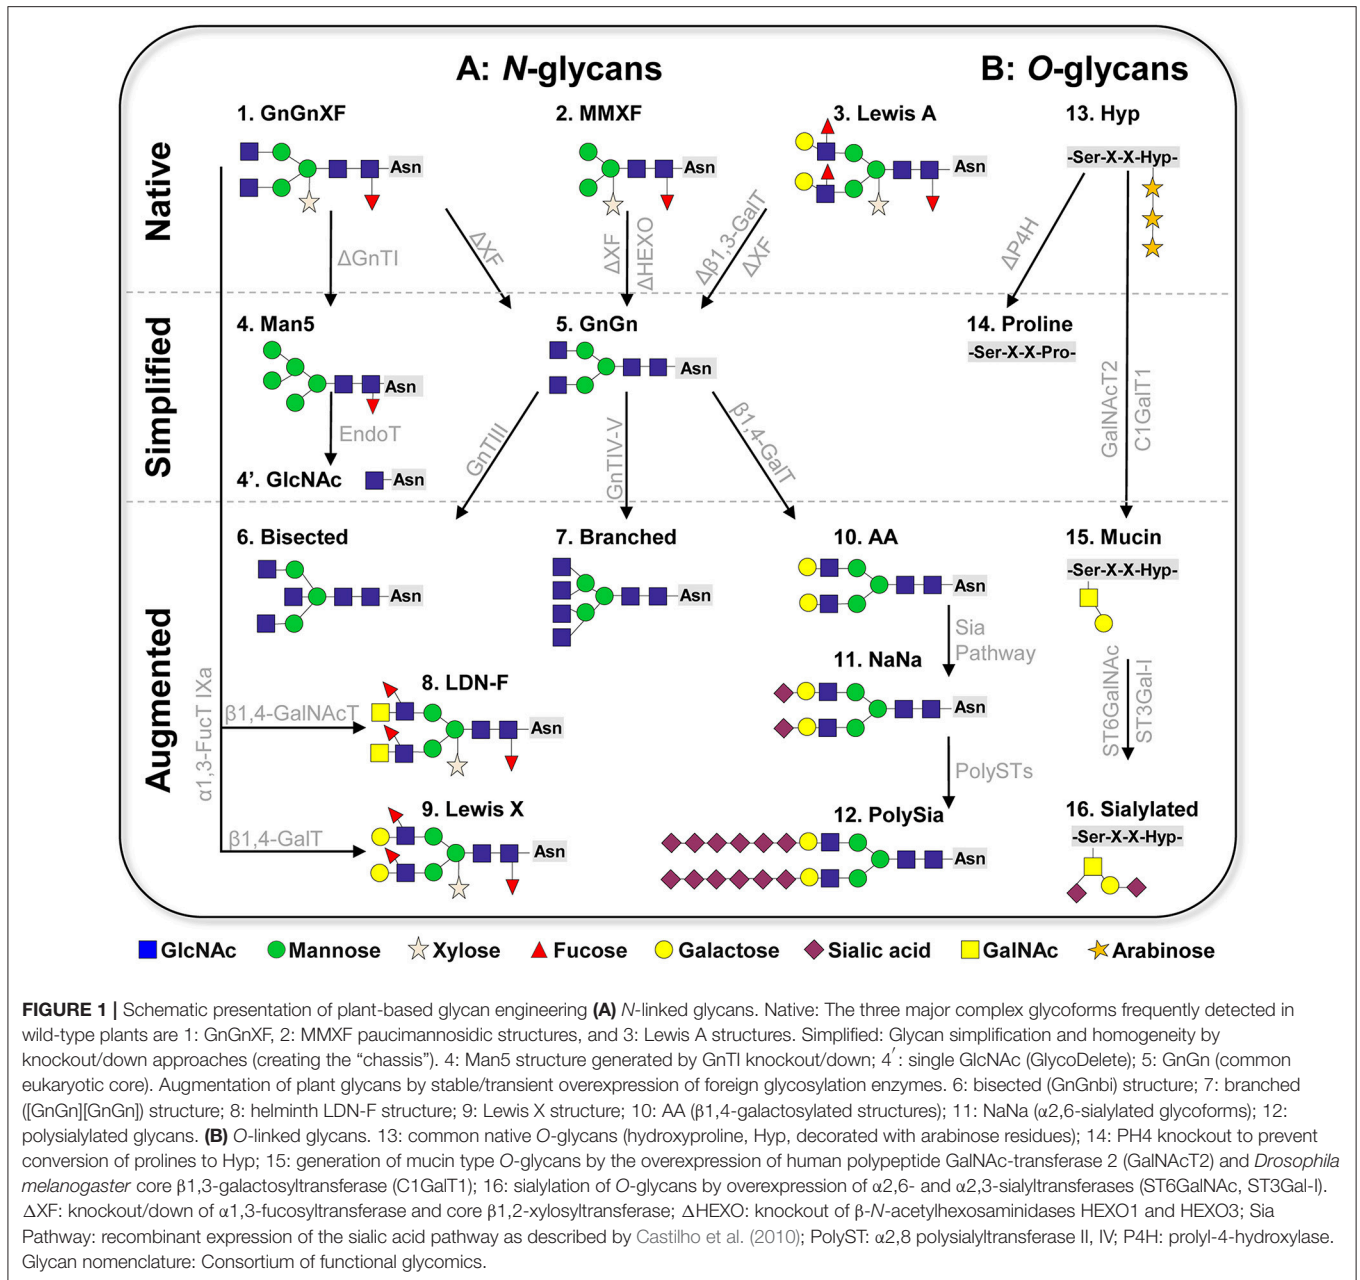 A: N-glycans
B: O-glycans
Native
1. GnGnXF
Asn
2. MMXF
Asn
3. Lewis A
Asn
13. Hyp
-Ser-X-X-Hyp-
ΔGnTI
ΔXF
ΔXF
ΔHEXO
Δβ1,3-GalT
ΔXF
ΔP4H
Simplified
4. Man5
Asn
5. GnGn
Asn
14. Proline
-Ser-X-X-Pro-
EndoT
4’. GlcNAc
Asn
GnTIII
GnTIV-V
β1,4-GalT
GalNAcT2
C1GalT1
Augmented
6. Bisected
Asn
7. Branched
Asn
10. AA
Asn
15. Mucin
-Ser-X-X-Hyp-
Sia
Pathway
α1,3-FucT IXa
β1,4-GalNAcT
8. LDN-F
Asn
11. NaNa
Asn
ST6GalNAc
ST3Gal-I
PolySTs
β1,4-GalT
9. Lewis X
Asn
12. PolySia
Asn
16. Sialylated
-Ser-X-X-Hyp-
GlcNAc Mannose Xylose Fucose Galactose Sialic acid GalNAc Arabinose
FIGURE 1 | Schematic presentation of plant-based glycan engineering (A) N-linked glycans. Native: The three major complex glycoforms frequently detected in
wild-type plants are 1: GnGnXF, 2: MMXF paucimannosidic structures, and 3: Lewis A structures. Simplified: Glycan simplification and homogeneity by
knockout/down approaches (creating the “chassis”). 4: Man5 structure generated by GnTI knockout/down; 4′: single GlcNAc (GlycoDelete); 5: GnGn (common
eukaryotic core). Augmentation of plant glycans by stable/transient overexpression of foreign glycosylation enzymes. 6: bisected (GnGnbi) structure; 7: branched
([GnGn][GnGn]) structure; 8: helminth LDN-F structure; 9: Lewis X structure; 10: AA (β1,4-galactosylated structures); 11: NaNa (α2,6-sialylated glycoforms); 12:
polysialylated glycans. (B) O-linked glycans. 13: common native O-glycans (hydroxyproline, Hyp, decorated with arabinose residues); 14: PH4 knockout to prevent
conversion of prolines to Hyp; 15: generation of mucin type O-glycans by the overexpression of human polypeptide GalNAc-transferase 2 (GalNAcT2) and Drosophila
melanogaster core β1,3-galactosyltransferase (C1GalT1); 16: sialylation of O-glycans by overexpression of α2,6- and α2,3-sialyltransferases (ST6GalNAc, ST3Gal-I).
ΔXF: knockout/down of α1,3-fucosyltransferase and core β1,2-xylosyltransferase; ΔHEXO: knockout of β-N-acetylhexosaminidases HEXO1 and HEXO3; Sia
Pathway: recombinant expression of the sialic acid pathway as described by Castilho et al. (2010); PolyST: α2,8 polysialyltransferase II, IV; P4H: prolyl-4-hydroxylase.
Glycan nomenclature: Consortium of functional glycomics.